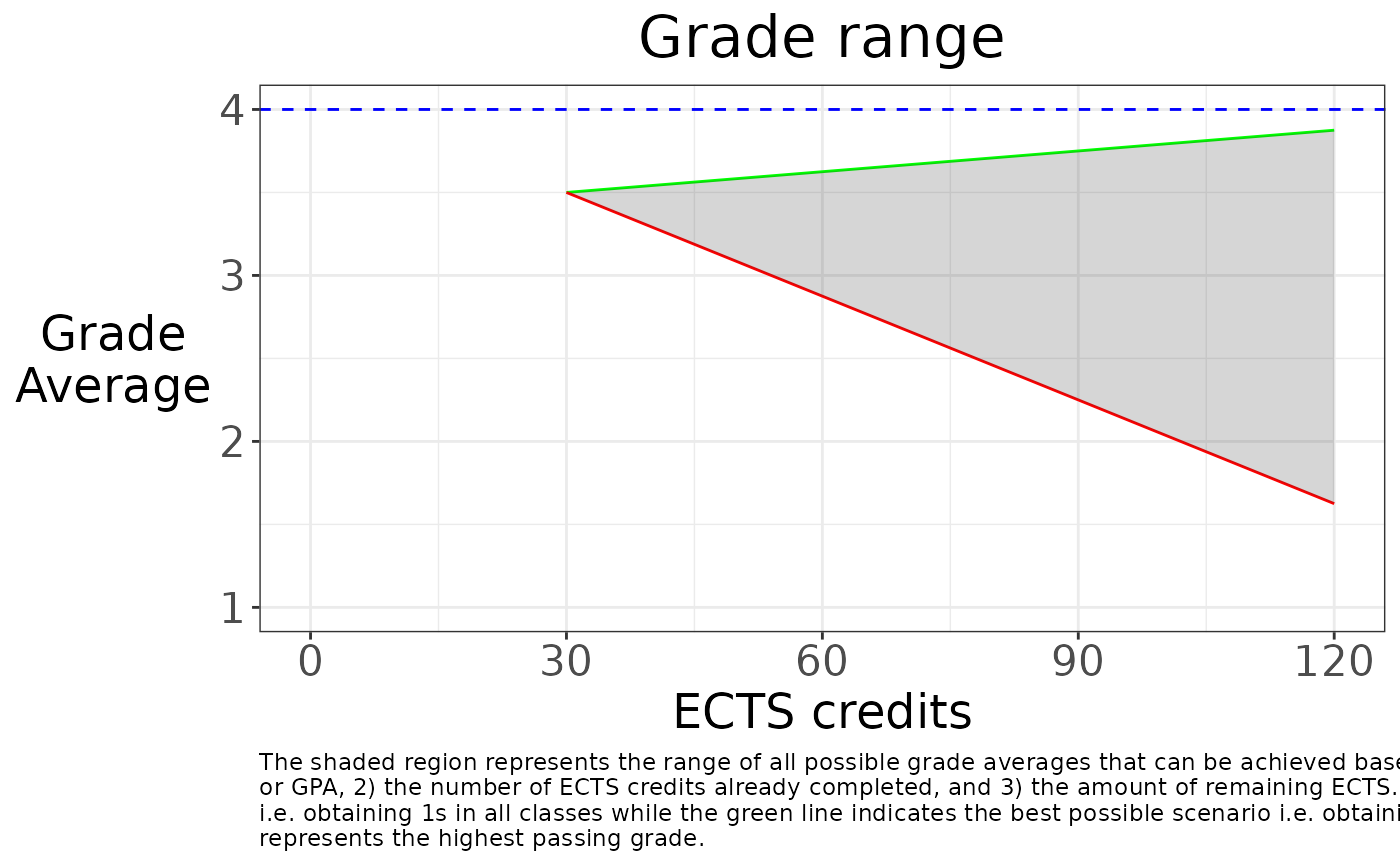 Grade range
4
3
2
1
Grade
Average
0 30 60 90 120
ECTS credits
The shaded region represents the range of all possible grade averages that can be achieved
or GPA, 2) the number of ECTS credits already completed, and 3) the amount of remaining ECTS.
i.e. obtaining 1s in all classes while the green line indicates the best possible scenario i.e.
represents the highest passing grade.